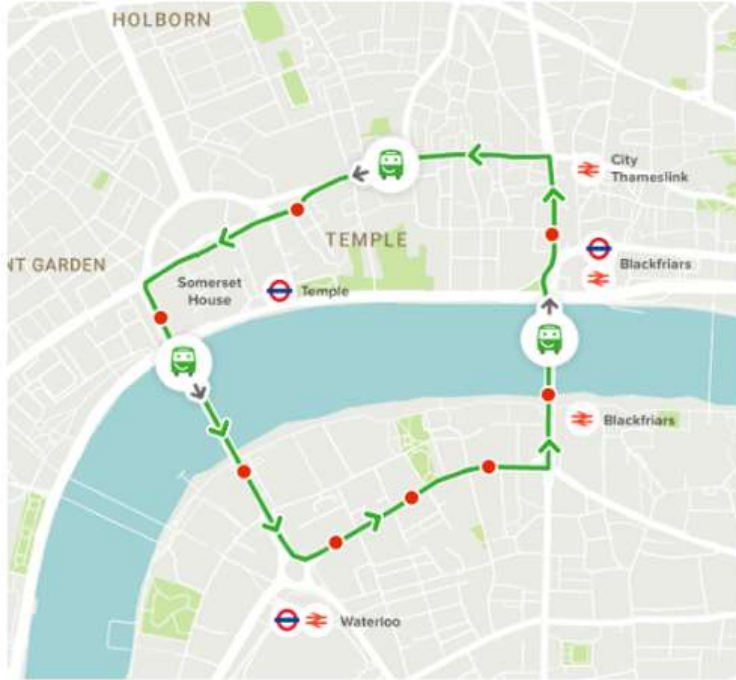 HOLBORN
City
Thameslink
TEMPLE
NT GARDEN
Blackfriars
Somerset
House
Temple
Blackfriars
Waterloo